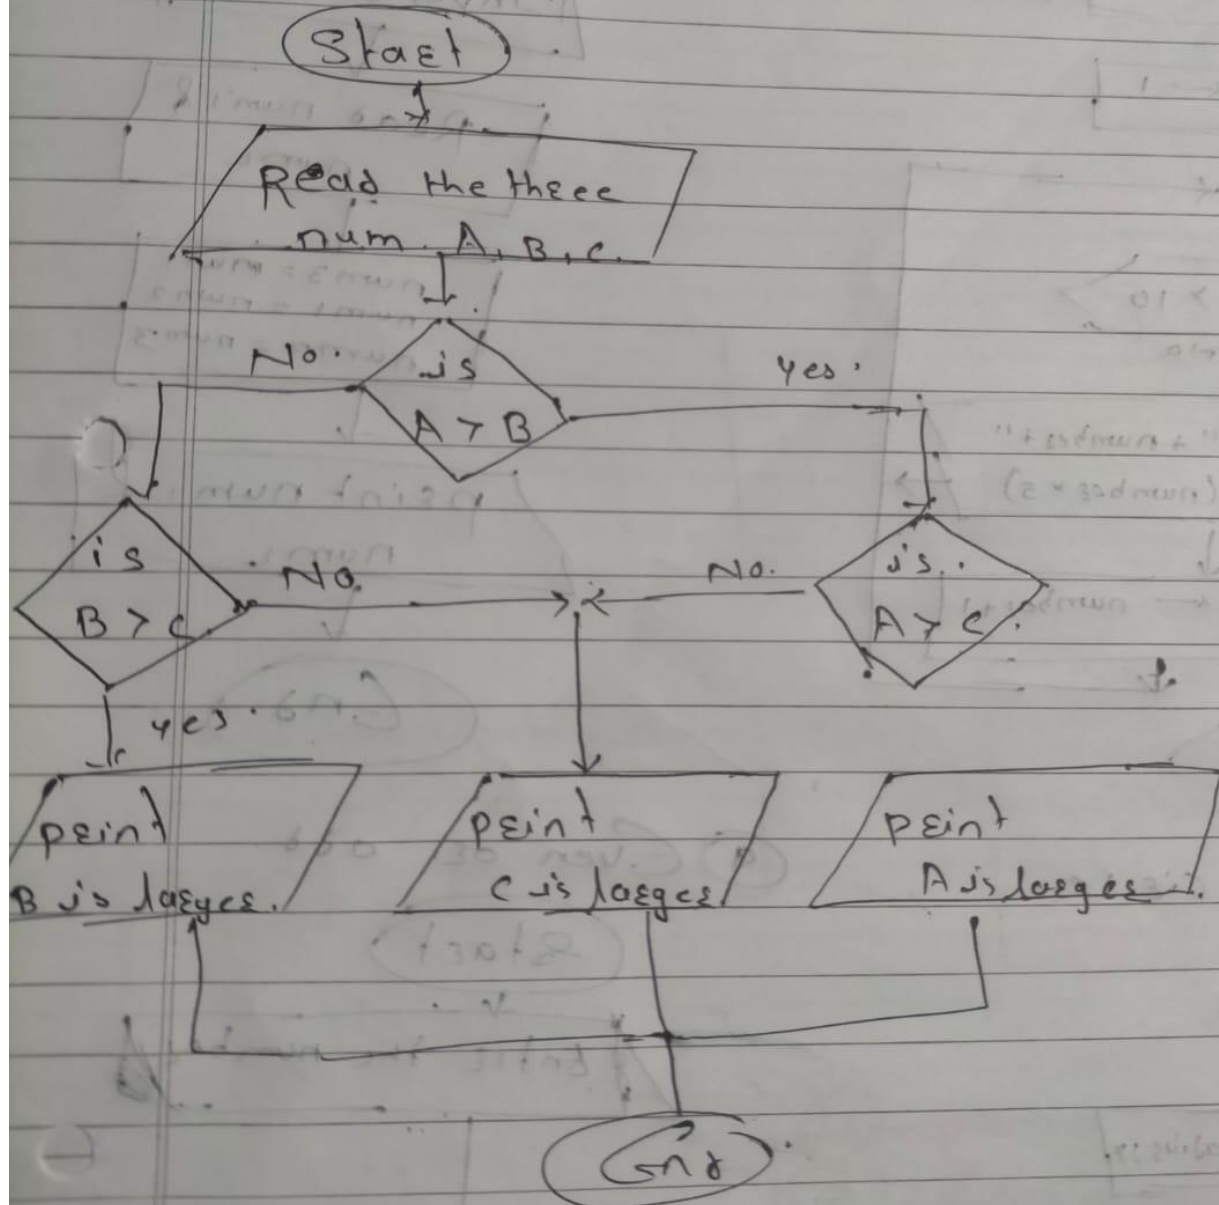 Start
Read the three
num. A, B, C.
No.
is
A > B
yes.
is
B > C
No.
No.
is.
A > C.
yes.
print
B is larger.
print
C is larger
print
A is larger.
End